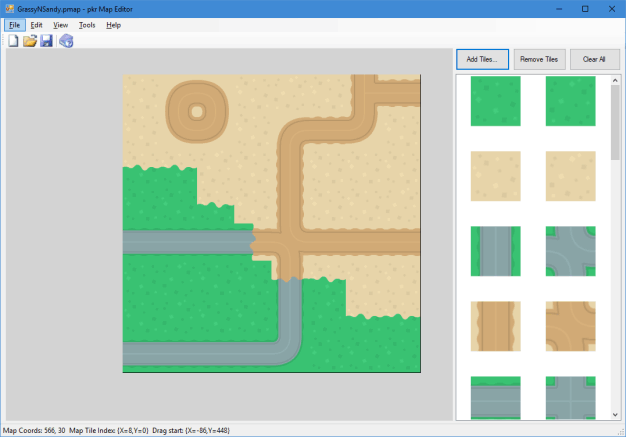 GrassyNSandy.pmap - pkr Map Editor
File Edit View Tools Help
Add Tiles... Remove Tiles Clear All
Map Coords: 566, 30 Map Tile Index: {X=8,Y=0} Drag start: {X=-86,Y=448}